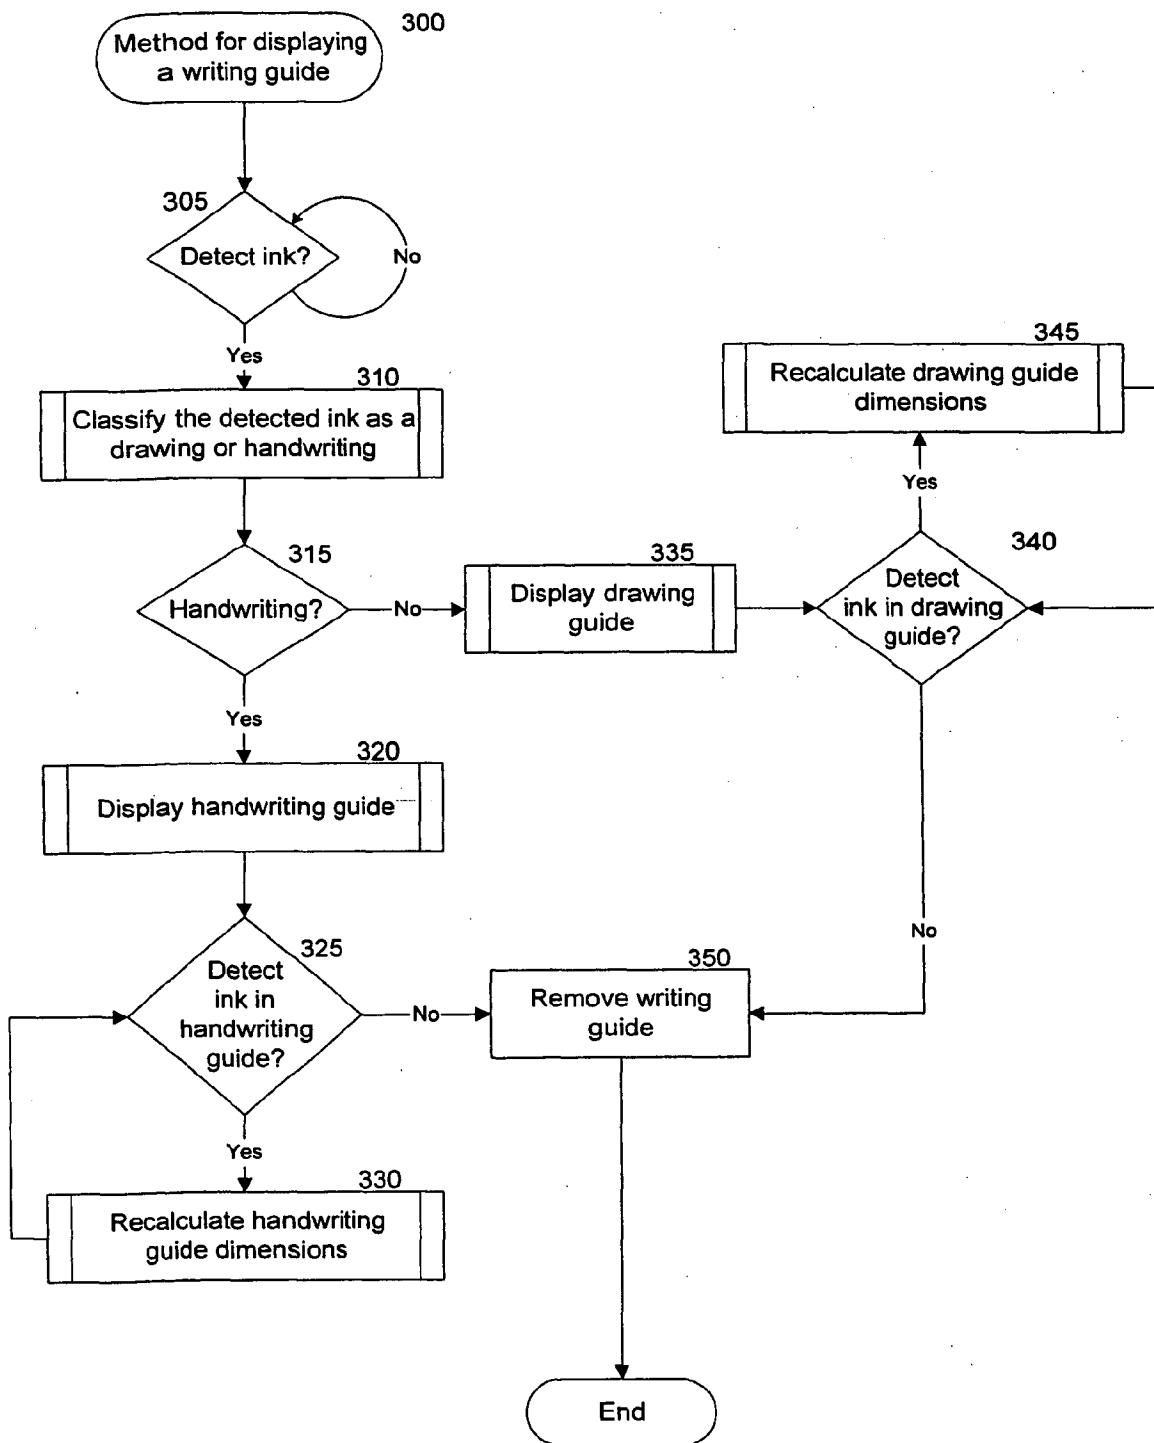 300
Method for displaying
a writing guide
305
Detect ink?
No
Yes
310
Classify the detected ink as a
drawing or handwriting
315
Handwriting?
No
335
Display drawing
guide
345
Recalculate drawing guide
dimensions
Yes
340
Detect
ink in drawing
guide?
No
Yes
320
Display handwriting guide
325
Detect
ink in
handwriting
guide?
No
350
Remove writing
guide
Yes
330
Recalculate handwriting
guide dimensions
End